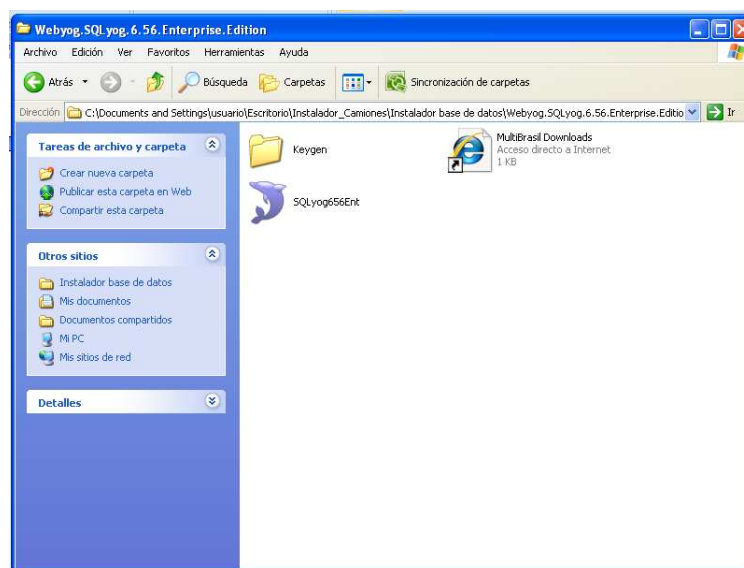 Webyog.SQLyog.6.56.Enterprise.Edition
Archivo Edición Ver Favoritos Herramientas Ayuda
Atrás Búsqueda Carpetas Sincronización de carpetas
Dirección C:\Documents and Settings\usuario\Escritorio\Instalador_Camiones\Instalador base de datos\Webyog.SQLyog.6.56.Enterprise.Editio Ir
Tareas de archivo y carpeta
Crear nueva carpeta
Publicar esta carpeta en Web
Compartir esta carpeta
Otros sitios
Instalador base de datos
Mis documentos
Documentos compartidos
Mi PC
Mis sitios de red
Detalles
Keygen
MultiBrasil Downloads
Acceso directo a Internet
1 KB
SQLyog656Ent